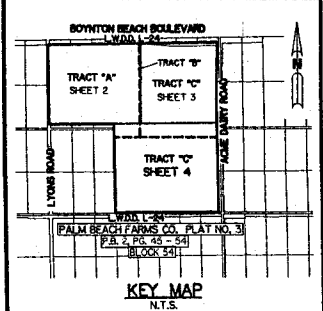 BOYNTON BEACH BOULEVARD
L.W.D.D. L-24
TRACT "B"
TRACT "A"
SHEET 2
TRACT "C"
SHEET 3
N
LYONS ROAD
ACME DAIRY ROAD
TRACT "C"
SHEET 4
L.W.D.D. L-24
PALM BEACH FARMS CO. PLAT NO. 3
P.B. 2, PG. 45 - 54
BLOCK 54
KEY MAP
N.T.S.